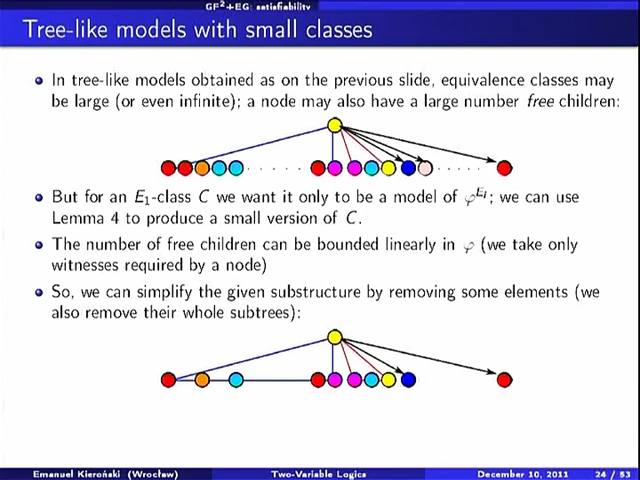 GF²+EG: satisfiability
Tree-like models with small classes
In tree-like models obtained as on the previous slide, equivalence classes may
be large (or even infinite); a node may also have a large number free children:
But for an E₁-class C we want it only to be a model of φ^{E_i}; we can use
Lemma 4 to produce a small version of C.
The number of free children can be bounded linearly in φ (we take only
witnesses required by a node)
So, we can simplify the given substructure by removing some elements (we
also remove their whole subtrees):
Emanuel Kieroński (Wrocław) Two-Variable Logics December 10, 2011 24 / 53